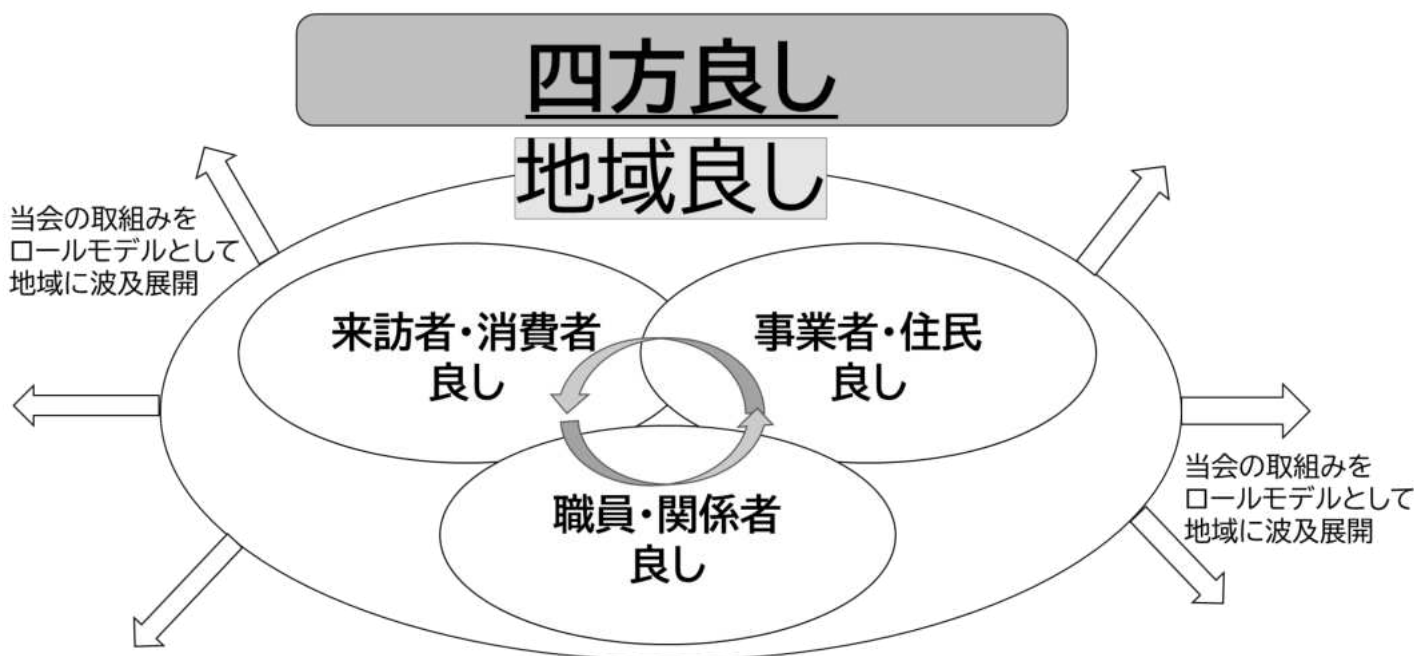 四方良し
地域良し
当会の取組みを
ロールモデルとして
地域に波及展開
来訪者・消費者
良し
事業者・住民
良し
職員・関係者
良し
当会の取組みを
ロールモデルとして
地域に波及展開